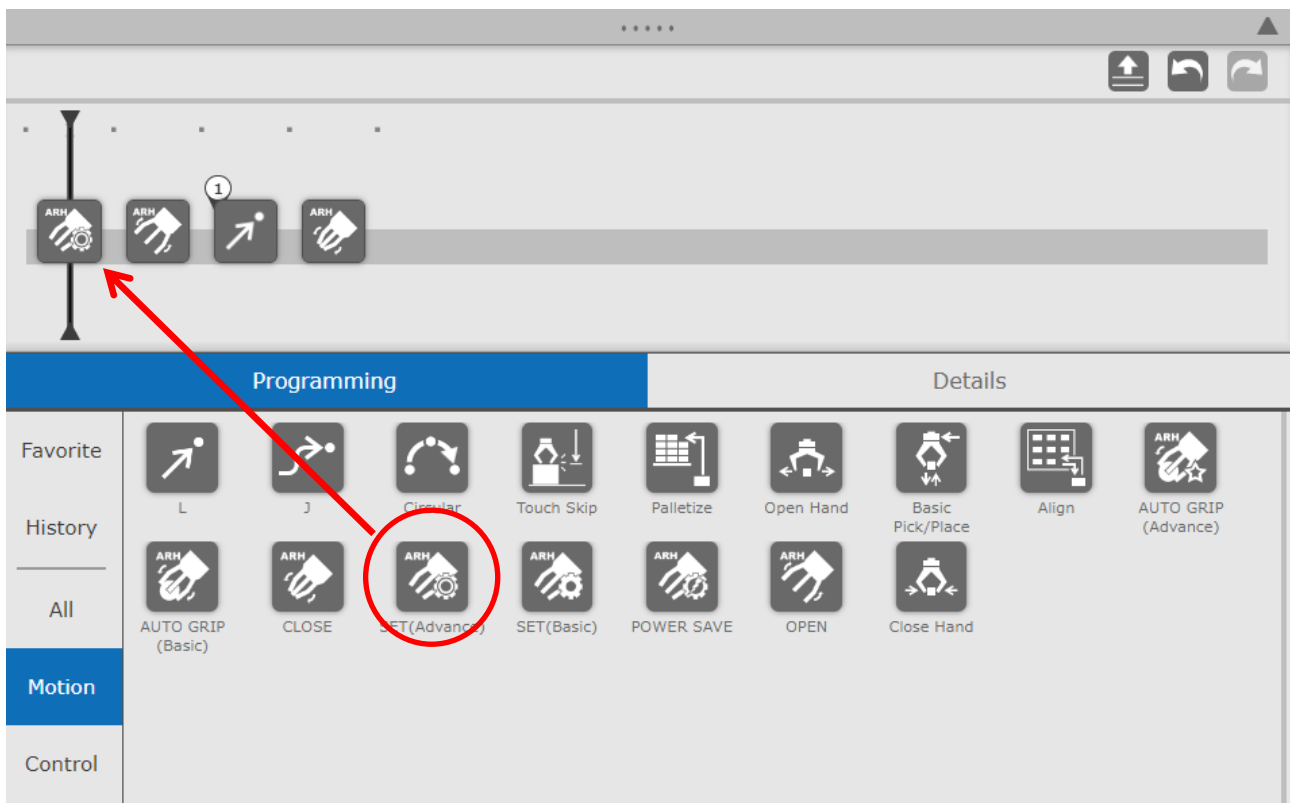 ARH
ARH
1
ARH
Programming
Details
Favorite
History
All
Motion
Control
L
J
Circular
Touch Skip
Palletize
Open Hand
Basic
Pick/Place
Align
ARH
AUTO GRIP
(Advance)
ARH
AUTO GRIP
(Basic)
ARH
CLOSE
ARH
SET(Advance)
ARH
SET(Basic)
ARH
POWER SAVE
ARH
OPEN
Close Hand